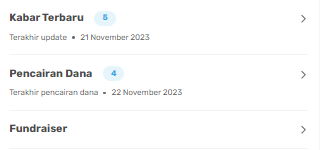 Kabar Terbaru 5
Terakhir update • 21 November 2023
Pencairan Dana 4
Terakhir pencairan dana • 22 November 2023
Fundraiser